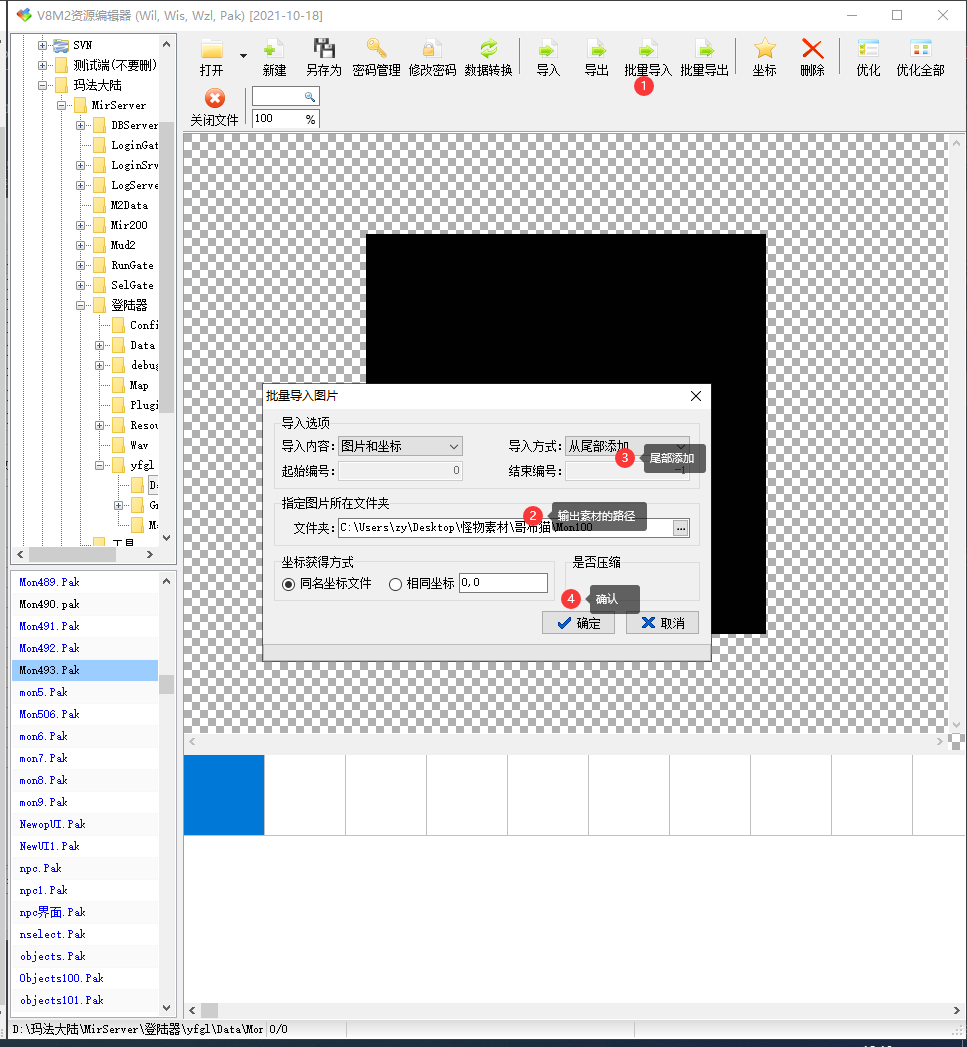 V8M2资源编辑器 (Wil, Wis, Wzl, Pak) [2021-10-18]
打开 新建 另存为 密码管理 修改密码 数据转换 导入 导出 批量导入 批量导出 坐标 删除 优化 优化全部
1
关闭文件
100 %
SVN
测试端(不要删)
玛法大陆
MirServer
DBServer
LoginGat
LoginSrv
LogServe
M2Data
Mir200
Mud2
RunGate
SelGate
登陆器
Confi
Data
debug
Map
Plugi
Resou
Wav
yfgl
Da
Gr
Ma
工具
批量导入图片
导入选项
导入内容: 图片和坐标 导入方式: 从尾部添加
3 尾部添加
起始编号: 0 结束编号: -1
指定图片所在文件夹
2 输出素材的路径
文件夹: C:\Users\zy\Desktop\怪物素材\哥布猫\Mon100 ...
坐标获得方式 是否压缩
同名坐标文件 相同坐标 0,0
4 确认
确定 取消
Mon489.Pak
Mon490.pak
Mon491.Pak
Mon492.Pak
Mon493.Pak
mon5.Pak
Mon506.Pak
mon6.Pak
mon7.Pak
mon8.Pak
mon9.Pak
NewopUI.Pak
NewUI1.Pak
npc.Pak
npc1.Pak
npc界面.Pak
nselect.Pak
objects.Pak
Objects100.Pak
objects101.Pak
D:\玛法大陆\MirServer\登陆器\yfgl\Data\Mor 0/0